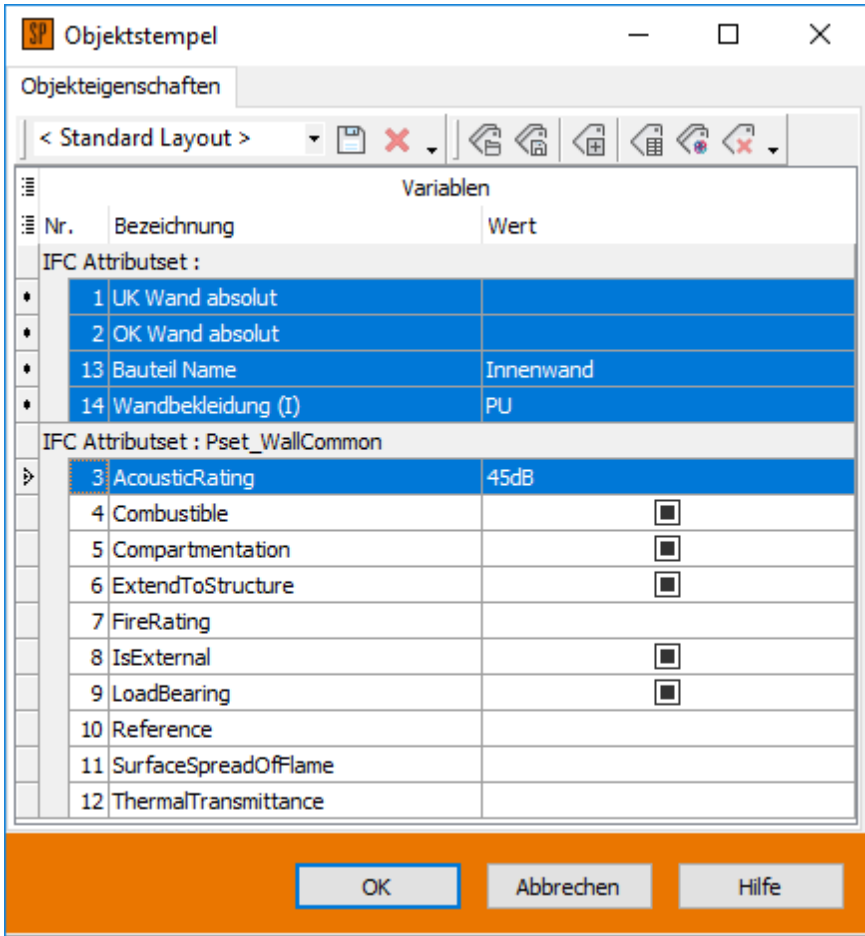 SP Objektstempel
Objekteigenschaften
< Standard Layout >
Variablen
Nr. Bezeichnung Wert
IFC Attributset :
1 UK Wand absolut
2 OK Wand absolut
13 Bauteil Name Innenwand
14 Wandbekleidung (I) PU
IFC Attributset : Pset_WallCommon
3 AcousticRating 45dB
4 Combustible
5 Compartmentation
6 ExtendToStructure
7 FireRating
8 IsExternal
9 LoadBearing
10 Reference
11 SurfaceSpreadOfFlame
12 ThermalTransmittance
OK Abbrechen Hilfe